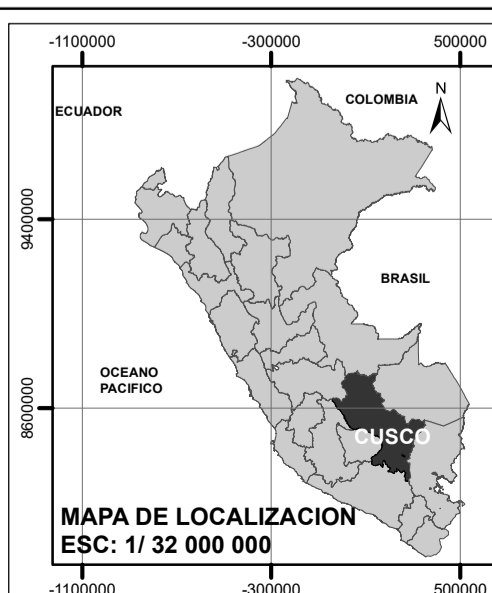 -1100000
-300000
500000
ECUADOR
COLOMBIA
N
9400000
BRASIL
OCEANO
PACIFICO
8600000
CUSCO
MAPA DE LOCALIZACION
ESC: 1/ 32 000 000
-1100000
-300000
500000